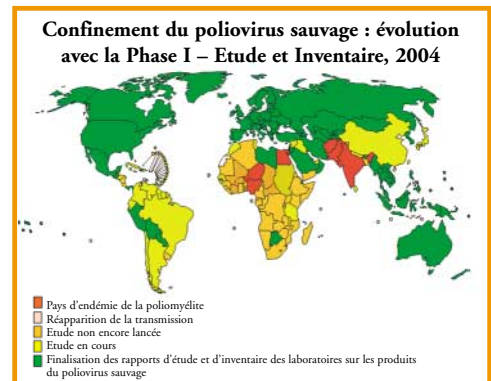 Confinement du poliovirus sauvage : évolution
avec la Phase I – Etude et Inventaire, 2004
Pays d'endémie de la poliomyélite
Réapparition de la transmission
Etude non encore lancée
Etude en cours
Finalisation des rapports d'étude et d'inventaire des laboratoires sur les produits
du poliovirus sauvage